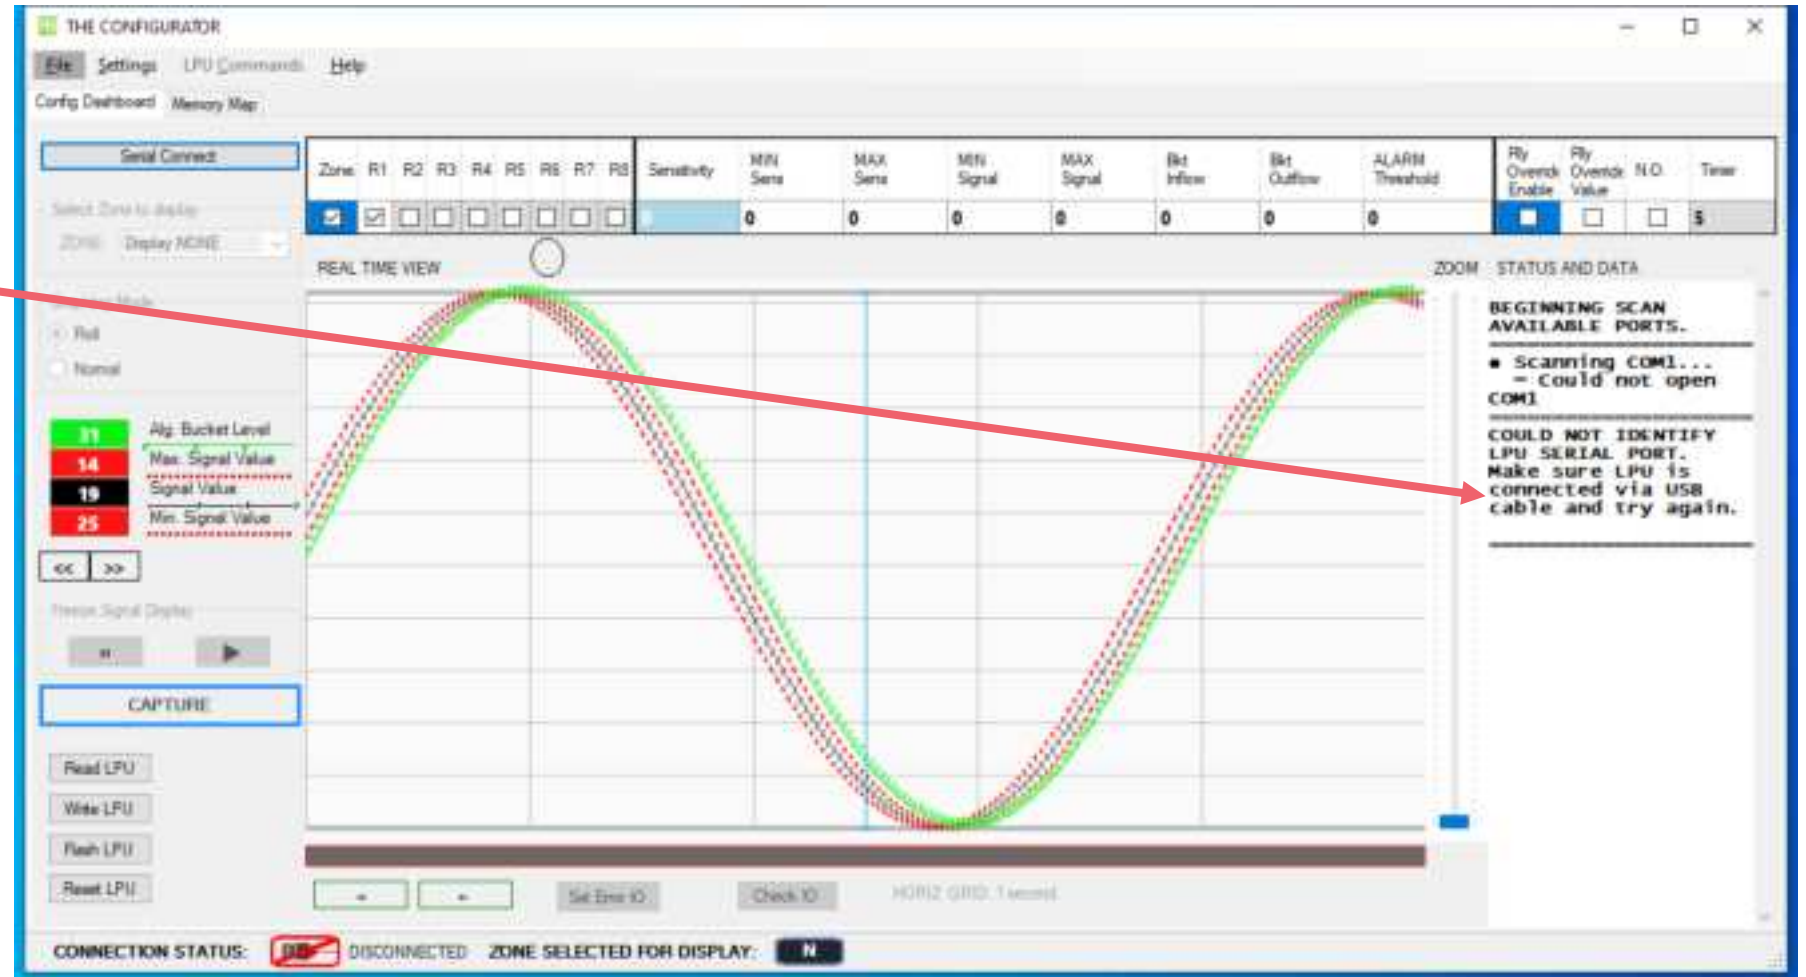 THE CONFIGURATOR
File Settings LPU Commands Help
Config Dashboard Memory Map
Serial Connect
Select Zone to display
ZONE Display NONE
Mode
Roll
Normal
31 Alg. Bucket Level
14 Max. Signal Value
19 Signal Value
25 Min. Signal Value
<< >>
Freeze Signal Display
CAPTURE
Read LPU
Write LPU
Flash LPU
Reset LPU
Zone R1 R2 R3 R4 R5 R6 R7 R8 Sensitivity MIN Sens MAX Sens MIN Signal MAX Signal Bkt Inflow Bkt Outflow ALARM Threshold Rly Override Enable Rly Override Value N.O. Timer
0 0 0 0 0 0 0 5
REAL TIME VIEW
ZOOM
STATUS AND DATA
BEGINNING SCAN
AVAILABLE PORTS.
• Scanning COM1...
– Could not open
COM1
COULD NOT IDENTIFY
LPU SERIAL PORT.
Make sure LPU is
connected via USB
cable and try again.
Set Error IO Check IO HORIZ GRID: 1 second
CONNECTION STATUS: DISCONNECTED ZONE SELECTED FOR DISPLAY: N